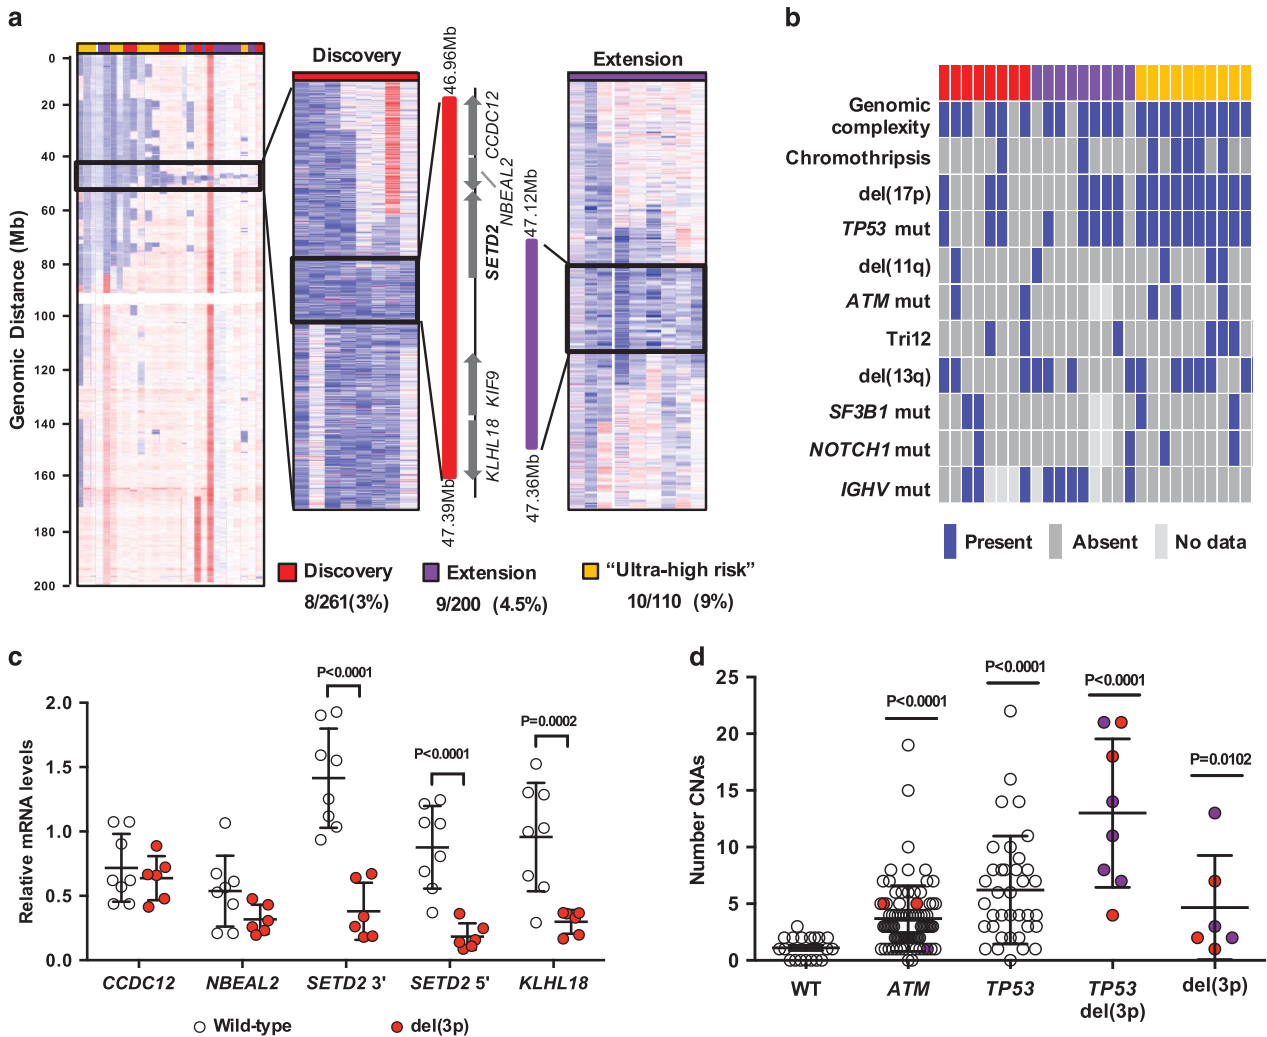 a
Genomic Distance (Mb)
0
20
40
60
80
100
120
140
160
180
200
Discovery
46.96Mb
CCDC12
NBEAL2
SETD2
KIF9
KLHL18
47.39Mb
47.12Mb
47.36Mb
Extension
Discovery
8/261(3%)
Extension
9/200 (4.5%)
“Ultra-high risk”
10/110 (9%)
b
Genomic
complexity
Chromothripsis
del(17p)
TP53 mut
del(11q)
ATM mut
Tri12
del(13q)
SF3B1 mut
NOTCH1 mut
IGHV mut
Present
Absent
No data
c
Relative mRNA levels
2.0
1.5
1.0
0.5
0.0
P<0.0001
P<0.0001
P=0.0002
CCDC12
NBEAL2
SETD2 3'
SETD2 5'
KLHL18
Wild-type
del(3p)
d
Number CNAs
25
20
15
10
5
0
P<0.0001
P<0.0001
P<0.0001
P=0.0102
WT
ATM
TP53
TP53
del(3p)
del(3p)